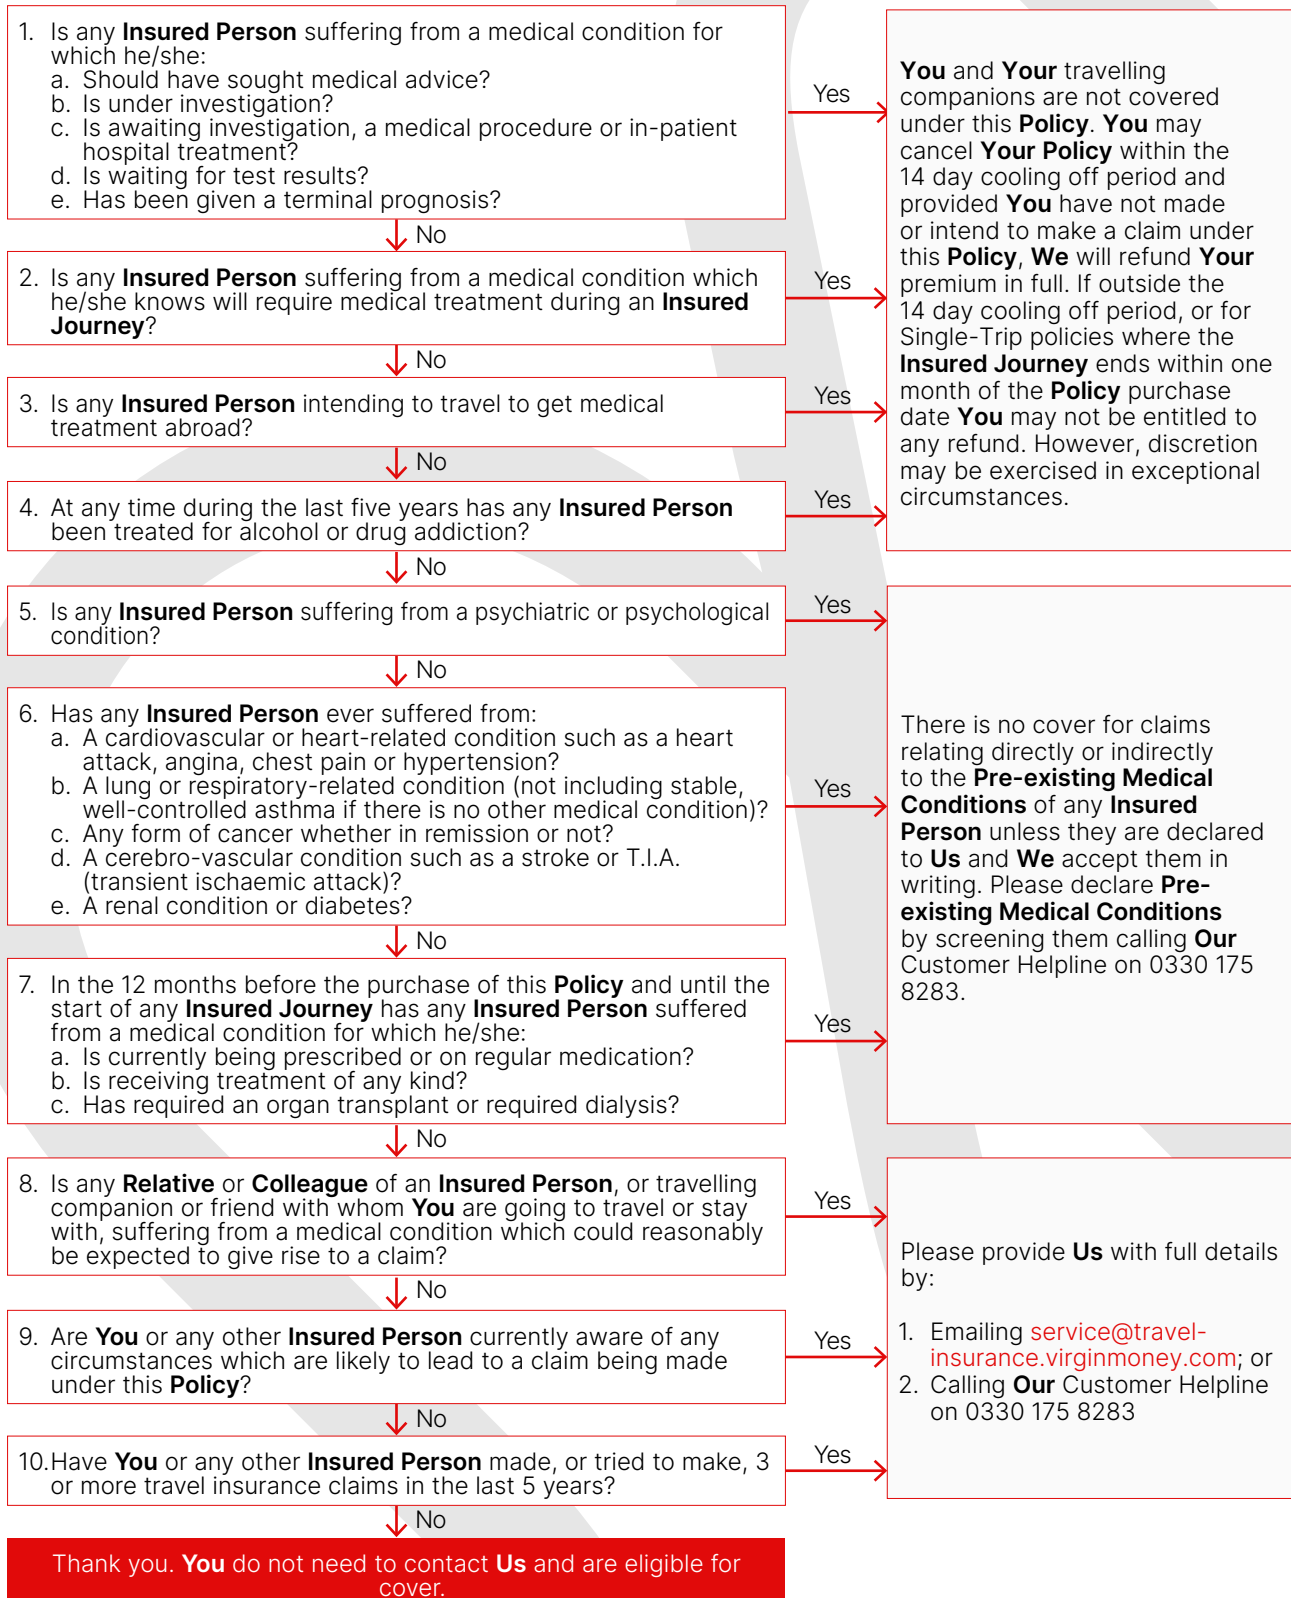 1. Is any Insured Person suffering from a medical condition for
which he/she:
a. Should have sought medical advice?
b. Is under investigation?
c. Is awaiting investigation, a medical procedure or in-patient
hospital treatment?
d. Is waiting for test results?
e. Has been given a terminal prognosis?
Yes
You and Your travelling
companions are not covered
under this Policy. You may
cancel Your Policy within the
14 day cooling off period and
provided You have not made
or intend to make a claim under
this Policy, We will refund Your
premium in full. If outside the
14 day cooling off period, or for
Single-Trip policies where the
Insured Journey ends within one
month of the Policy purchase
date You may not be entitled to
any refund. However, discretion
may be exercised in exceptional
circumstances.
No
2. Is any Insured Person suffering from a medical condition which
he/she knows will require medical treatment during an Insured
Journey?
Yes
No
3. Is any Insured Person intending to travel to get medical
treatment abroad?
Yes
No
4. At any time during the last five years has any Insured Person
been treated for alcohol or drug addiction?
Yes
No
5. Is any Insured Person suffering from a psychiatric or psychological
condition?
Yes
There is no cover for claims
relating directly or indirectly
to the Pre-existing Medical
Conditions of any Insured
Person unless they are declared
to Us and We accept them in
writing. Please declare Pre-
existing Medical Conditions
by screening them calling Our
Customer Helpline on 0330 175
8283.
No
6. Has any Insured Person ever suffered from:
a. A cardiovascular or heart-related condition such as a heart
attack, angina, chest pain or hypertension?
b. A lung or respiratory-related condition (not including stable,
well-controlled asthma if there is no other medical condition)?
c. Any form of cancer whether in remission or not?
d. A cerebro-vascular condition such as a stroke or T.I.A.
(transient ischaemic attack)?
e. A renal condition or diabetes?
Yes
No
7. In the 12 months before the purchase of this Policy and until the
start of any Insured Journey has any Insured Person suffered
from a medical condition for which he/she:
a. Is currently being prescribed or on regular medication?
b. Is receiving treatment of any kind?
c. Has required an organ transplant or required dialysis?
Yes
No
8. Is any Relative or Colleague of an Insured Person, or travelling
companion or friend with whom You are going to travel or stay
with, suffering from a medical condition which could reasonably
be expected to give rise to a claim?
Yes
Please provide Us with full details
by:
1. Emailing service@travel-
insurance.virginmoney.com; or
2. Calling Our Customer Helpline
on 0330 175 8283
No
9. Are You or any other Insured Person currently aware of any
circumstances which are likely to lead to a claim being made
under this Policy?
Yes
No
10.Have You or any other Insured Person made, or tried to make, 3
or more travel insurance claims in the last 5 years?
Yes
No
Thank you. You do not need to contact Us and are eligible for
cover.